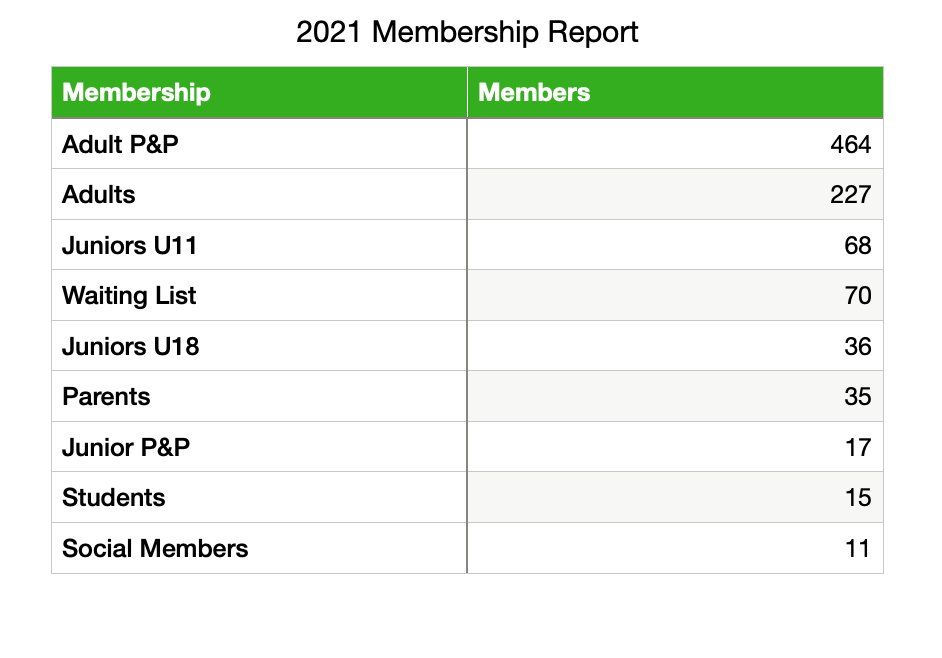 2021 Membership Report
Membership Members
Adult P&P 464
Adults 227
Juniors U11 68
Waiting List 70
Juniors U18 36
Parents 35
Junior P&P 17
Students 15
Social Members 11